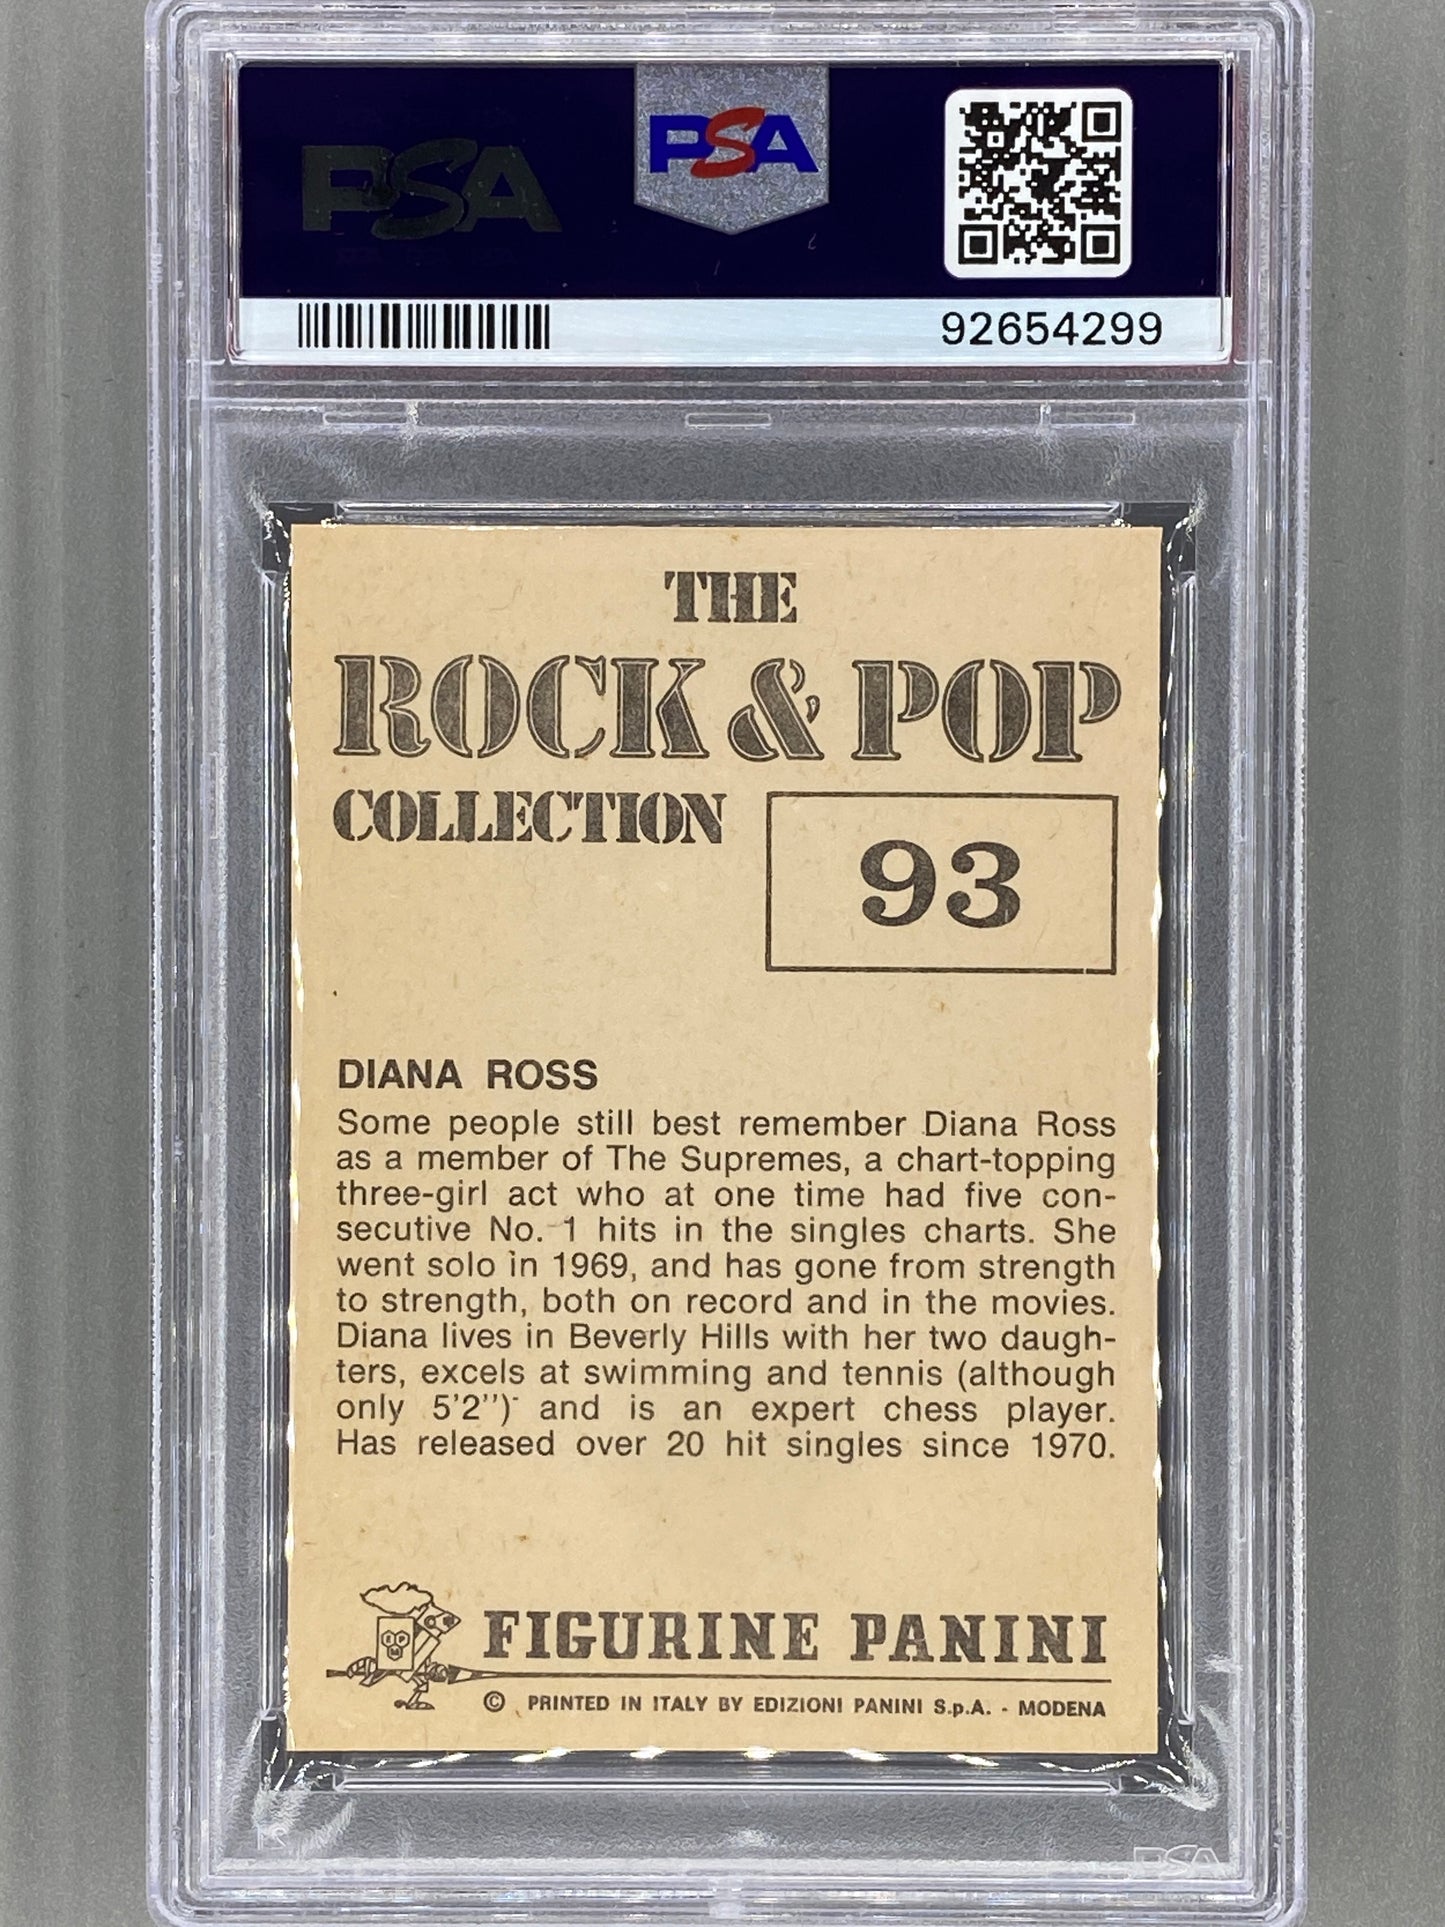 PSA
PSA
92654299
THE
ROCK & POP
COLLECTION
93
DIANA ROSS
Some people still best remember Diana Ross
as a member of The Supremes, a chart-topping
three-girl act who at one time had five con-
secutive No. 1 hits in the singles charts. She
went solo in 1969, and has gone from strength
to strength, both on record and in the movies.
Diana lives in Beverly Hills with her two daugh-
ters, excels at swimming and tennis (although
only 5'2'') and is an expert chess player.
Has released over 20 hit singles since 1970.
FIGURINE PANINI
© PRINTED IN ITALY BY EDIZIONI PANINI S.p.A. - MODENA
PSA